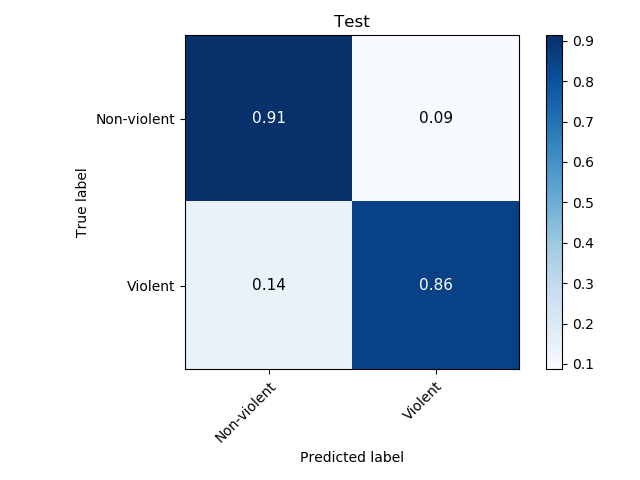 Test
Non-violent
0.91
0.09
Violent
0.14
0.86
True label
Non-violent
Violent
Predicted label
0.9
0.8
0.7
0.6
0.5
0.4
0.3
0.2
0.1